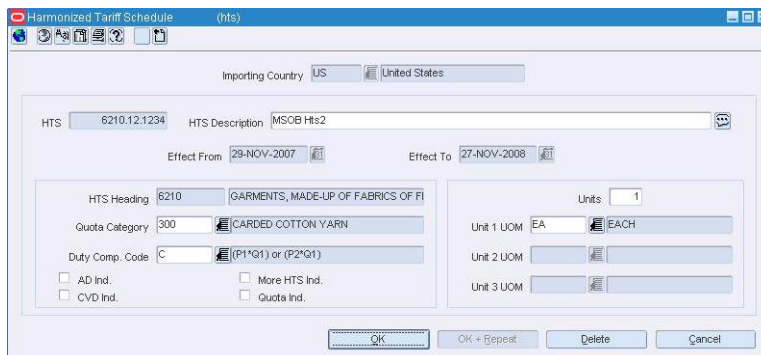 Harmonized Tariff Schedule (hts)
Importing Country US United States
HTS 6210.12.1234 HTS Description MSOB Hts2
Effect From 29-NOV-2007 Effect To 27-NOV-2008
HTS Heading 6210 GARMENTS, MADE-UP OF FABRICS OF FI
Units 1
Quota Category 300 CARDED COTTON YARN
Unit 1 UOM EA EACH
Duty Comp. Code C (P1*Q1) or (P2*Q1)
Unit 2 UOM
AD Ind. More HTS Ind.
CVD Ind. Quota Ind.
Unit 3 UOM
OK OK + Repeat Delete Cancel